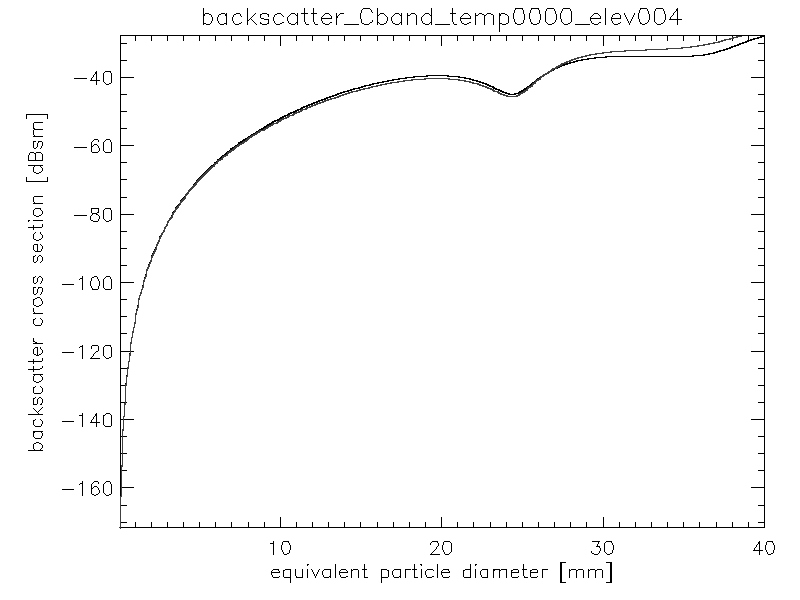 backscatter_Cband_temp0000_elev004
backscatter cross section [dBsm]
-40
-60
-80
-100
-120
-140
-160
10 20 30 40
equivalent particle diameter [mm]